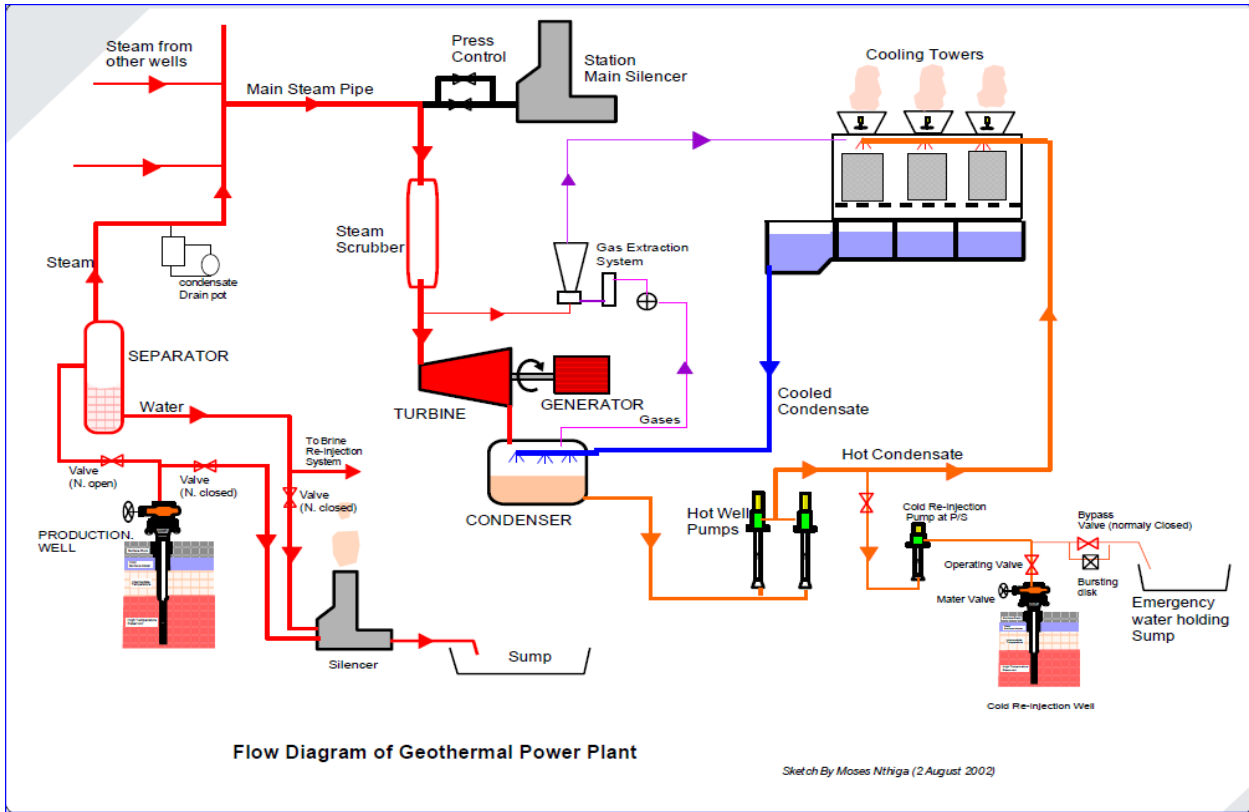 Steam from
other wells
Press
Control
Station
Main Silencer
Cooling Towers
Main Steam Pipe
Steam
Scrubber
Gas Extraction
System
Steam
condensate
Drain pot
SEPARATOR
Water
TURBINE
GENERATOR
Gases
Cooled
Condensate
To Brine
Re-injection
System
Valve
(N. open)
Valve
(N. closed)
Valve
(N. closed)
CONDENSER
Hot Condensate
Hot Well
Pumps
Cold Re-injection
Pump at P/S
Bypass
Valve (normaly Closed)
PRODUCTION.
WELL
Operating Valve
Bursting
disk
Mater Valve
Emergency
water holding
Sump
Silencer
Sump
Cold Re-injection Well
Flow Diagram of Geothermal Power Plant
Sketch By Moses Nthiga (2 August 2002)